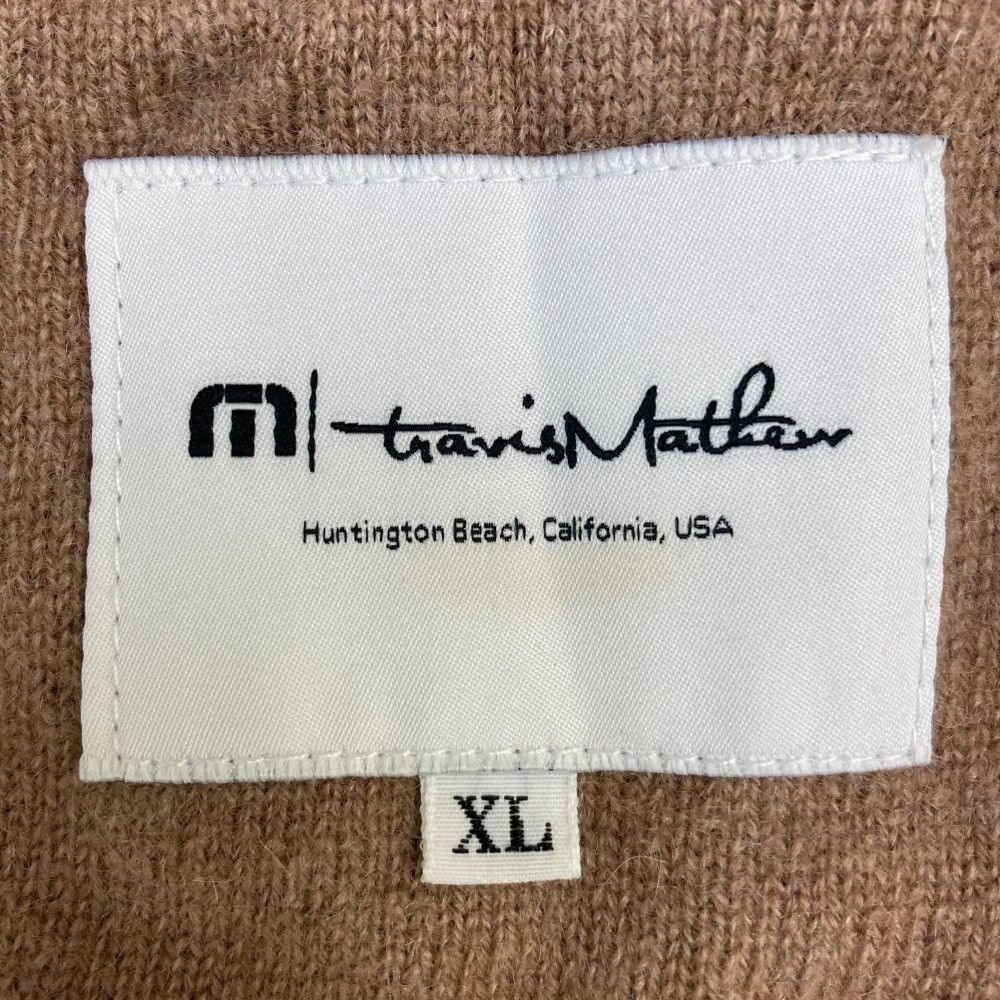 travisMathew
Huntington Beach, California, USA
XL